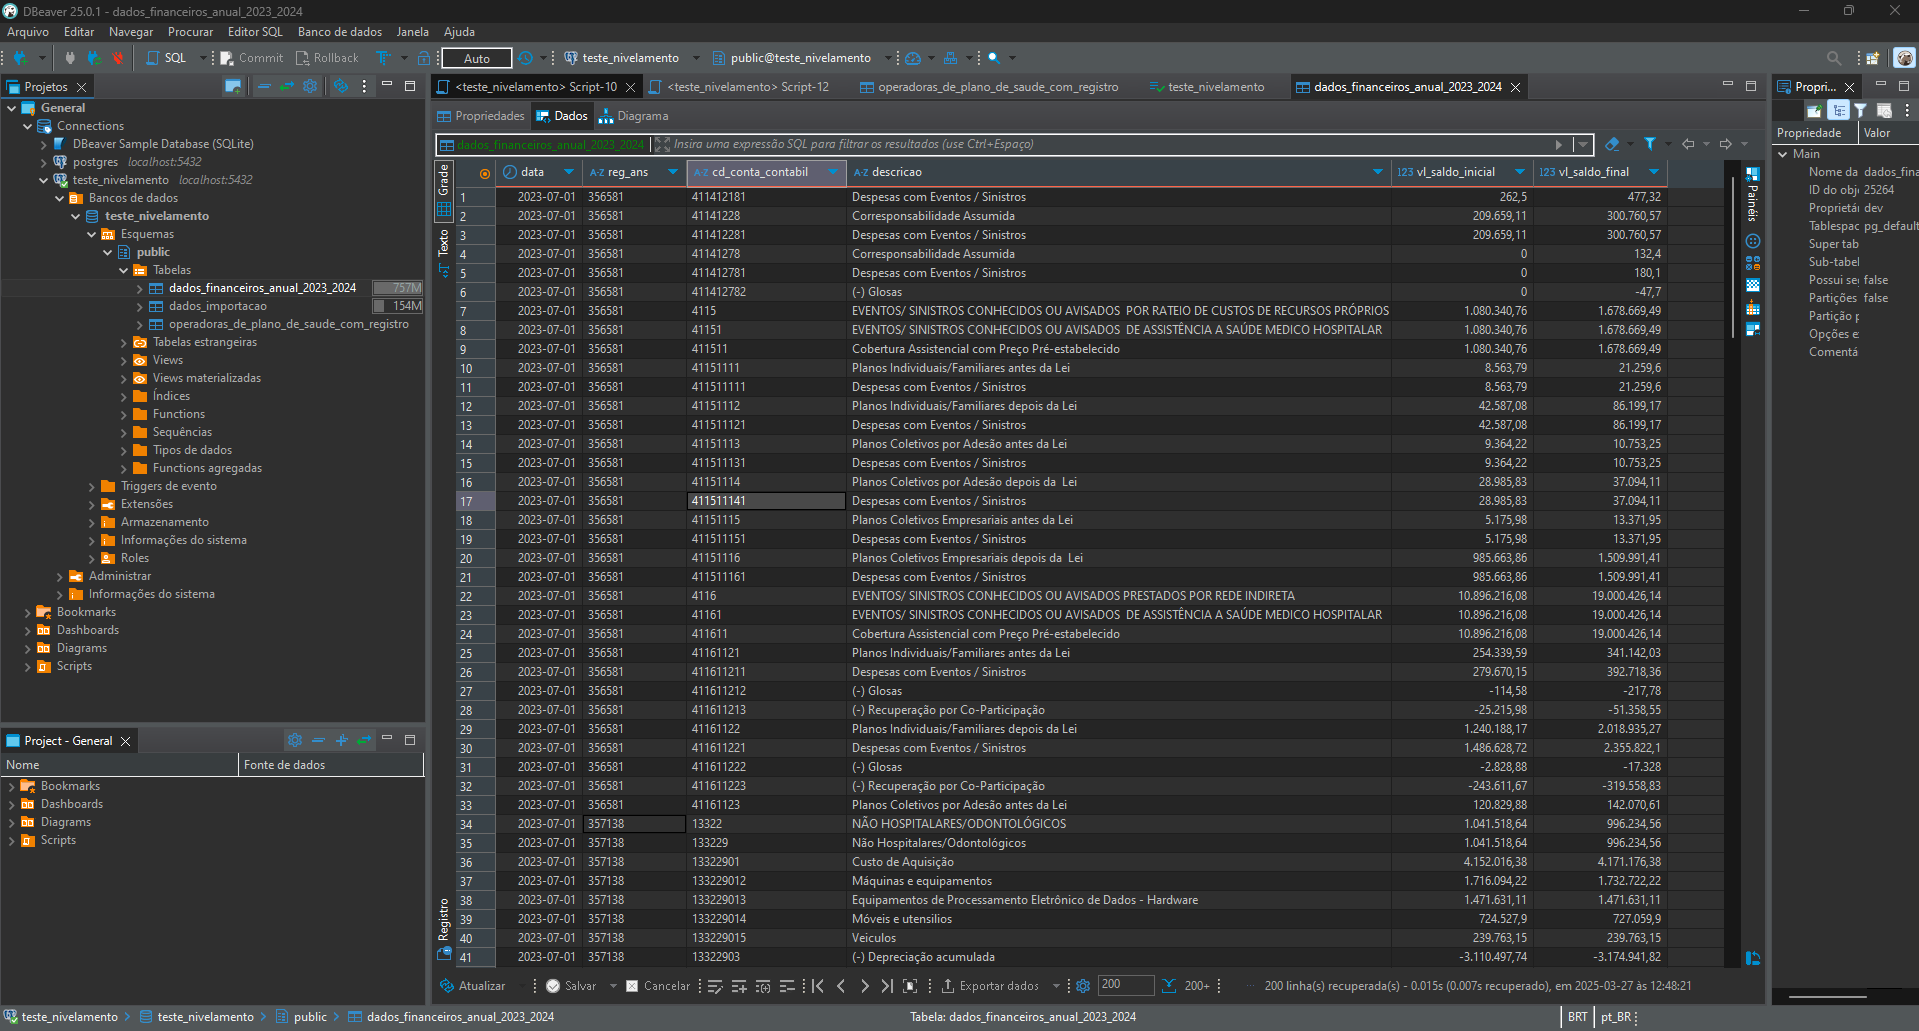 DBeaver 25.0.1 - dados_financeiros_anual_2023_2024
Arquivo Editar Navegar Procurar Editor SQL Banco de dados Janela Ajuda
SQL Commit Rollback Auto teste_nivelamento public@teste_nivelamento
Projetos
General
Connections
DBeaver Sample Database (SQLite)
postgres localhost:5432
teste_nivelamento localhost:5432
Bancos de dados
teste_nivelamento
Esquemas
public
Tabelas
dados_financeiros_anual_2023_2024 757M
dados_importacao 154M
operadoras_de_plano_de_saude_com_registro
Tabelas estrangeiras
Views
Views materializadas
Índices
Functions
Sequências
Tipos de dados
Functions agregadas
Triggers de evento
Extensões
Armazenamento
Informações do sistema
Roles
Administrar
Informações do sistema
Bookmarks
Dashboards
Diagrams
Scripts
Project - General
Nome Fonte de dados
Bookmarks
Dashboards
Diagrams
Scripts
<teste_nivelamento> Script-10 <teste_nivelamento> Script-12 operadoras_de_plano_de_saude_com_registro teste_nivelamento dados_financeiros_anual_2023_2024
Propriedades Dados Diagrama
dados_financeiros_anual_2023_2024 Insira uma expressão SQL para filtrar os resultados (use Ctrl+Espaço)
Grade
Texto
Registro
data A-Z reg_ans A-Z cd_conta_contabil A-Z descricao 123 vl_saldo_inicial 123 vl_saldo_final
1 2023-07-01 356581 411412181 Despesas com Eventos / Sinistros 262,5 477,32
2 2023-07-01 356581 41141228 Corresponsabilidade Assumida 209.659,11 300.760,57
3 2023-07-01 356581 411412281 Despesas com Eventos / Sinistros 209.659,11 300.760,57
4 2023-07-01 356581 41141278 Corresponsabilidade Assumida 0 132,4
5 2023-07-01 356581 411412781 Despesas com Eventos / Sinistros 0 180,1
6 2023-07-01 356581 411412782 (-) Glosas 0 -47,7
7 2023-07-01 356581 4115 EVENTOS/ SINISTROS CONHECIDOS OU AVISADOS POR RATEIO DE CUSTOS DE RECURSOS PRÓPRIOS 1.080.340,76 1.678.669,49
8 2023-07-01 356581 41151 EVENTOS/ SINISTROS CONHECIDOS OU AVISADOS DE ASSISTÊNCIA A SAÚDE MEDICO HOSPITALAR 1.080.340,76 1.678.669,49
9 2023-07-01 356581 411511 Cobertura Assistencial com Preço Pré-estabelecido 1.080.340,76 1.678.669,49
10 2023-07-01 356581 41151111 Planos Individuais/Familiares antes da Lei 8.563,79 21.259,6
11 2023-07-01 356581 411511111 Despesas com Eventos / Sinistros 8.563,79 21.259,6
12 2023-07-01 356581 41151112 Planos Individuais/Familiares depois da Lei 42.587,08 86.199,17
13 2023-07-01 356581 411511121 Despesas com Eventos / Sinistros 42.587,08 86.199,17
14 2023-07-01 356581 41151113 Planos Coletivos por Adesão antes da Lei 9.364,22 10.753,25
15 2023-07-01 356581 411511131 Despesas com Eventos / Sinistros 9.364,22 10.753,25
16 2023-07-01 356581 41151114 Planos Coletivos por Adesão depois da Lei 28.985,83 37.094,11
17 2023-07-01 356581 411511141 Despesas com Eventos / Sinistros 28.985,83 37.094,11
18 2023-07-01 356581 41151115 Planos Coletivos Empresariais antes da Lei 5.175,98 13.371,95
19 2023-07-01 356581 411511151 Despesas com Eventos / Sinistros 5.175,98 13.371,95
20 2023-07-01 356581 41151116 Planos Coletivos Empresariais depois da Lei 985.663,86 1.509.991,41
21 2023-07-01 356581 411511161 Despesas com Eventos / Sinistros 985.663,86 1.509.991,41
22 2023-07-01 356581 4116 EVENTOS/ SINISTROS CONHECIDOS OU AVISADOS PRESTADOS POR REDE INDIRETA 10.896.216,08 19.000.426,14
23 2023-07-01 356581 41161 EVENTOS/ SINISTROS CONHECIDOS OU AVISADOS DE ASSISTÊNCIA A SAÚDE MEDICO HOSPITALAR 10.896.216,08 19.000.426,14
24 2023-07-01 356581 411611 Cobertura Assistencial com Preço Pré-estabelecido 10.896.216,08 19.000.426,14
25 2023-07-01 356581 41161121 Planos Individuais/Familiares antes da Lei 254.339,59 341.142,03
26 2023-07-01 356581 411611211 Despesas com Eventos / Sinistros 279.670,15 392.718,36
27 2023-07-01 356581 411611212 (-) Glosas -114,58 -217,78
28 2023-07-01 356581 411611213 (-) Recuperação por Co-Participação -25.215,98 -51.358,55
29 2023-07-01 356581 41161122 Planos Individuais/Familiares depois da Lei 1.240.188,17 2.018.935,27
30 2023-07-01 356581 411611221 Despesas com Eventos / Sinistros 1.486.628,72 2.355.822,1
31 2023-07-01 356581 411611222 (-) Glosas -2.828,88 -17.328
32 2023-07-01 356581 411611223 (-) Recuperação por Co-Participação -243.611,67 -319.558,83
33 2023-07-01 356581 41161123 Planos Coletivos por Adesão antes da Lei 120.829,88 142.070,61
34 2023-07-01 357138 13322 NÃO HOSPITALARES/ODONTOLÓGICOS 1.041.518,64 996.234,56
35 2023-07-01 357138 133229 Não Hospitalares/Odontológicos 1.041.518,64 996.234,56
36 2023-07-01 357138 13322901 Custo de Aquisição 4.152.016,38 4.171.176,38
37 2023-07-01 357138 133229012 Máquinas e equipamentos 1.716.094,22 1.732.722,22
38 2023-07-01 357138 133229013 Equipamentos de Processamento Eletrônico de Dados - Hardware 1.471.631,11 1.471.631,11
39 2023-07-01 357138 133229014 Móveis e utensilios 724.527,9 727.059,9
40 2023-07-01 357138 133229015 Veiculos 239.763,15 239.763,15
41 2023-07-01 357138 13322903 (-) Depreciação acumulada -3.110.497,74 -3.174.941,82
Painéis
Atualizar Salvar Cancelar Exportar dados 200 200+ 200 linha(s) recuperada(s) - 0.015s (0.007s recuperado), em 2025-03-27 às 12:48:21
Propri...
Propriedade Valor
Main
Nome da dados_fina
ID do obj 25264
Proprietá dev
Tablespac pg_default
Super tab
Sub-tabel
Possui se false
Partições false
Partição p
Opções e
Comentá
teste_nivelamento teste_nivelamento public dados_financeiros_anual_2023_2024 Tabela: dados_financeiros_anual_2023_2024 BRT pt_BR